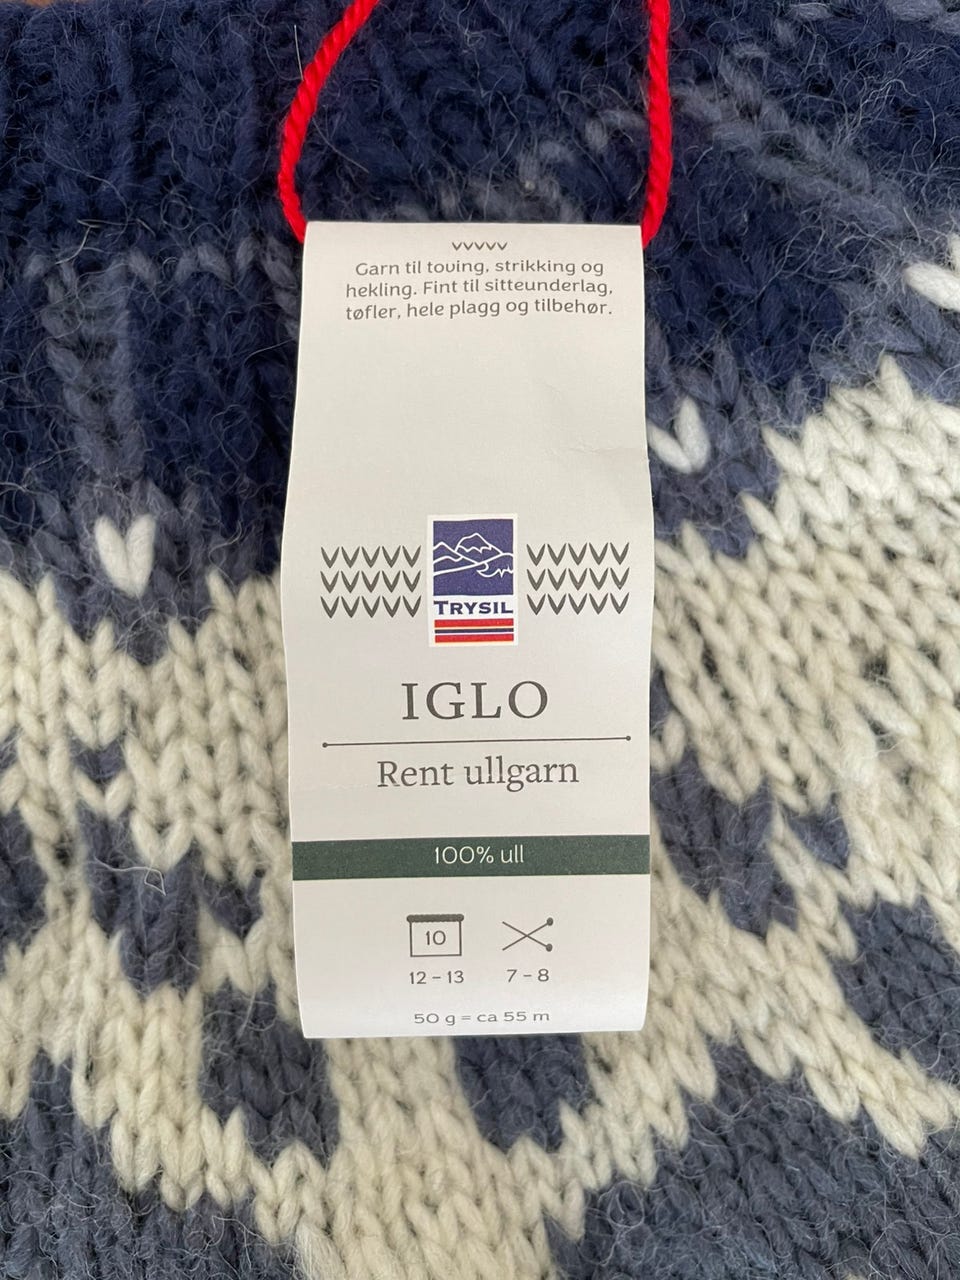 Garn til touing, strikking og
hekling. Fint til sitteunderlag,
tøfler, hele plagg og tilbehør.
TRYSIL
IGLO
Rent ullgarn
100% ull
10
12 – 13 7 – 8
50 g = ca 55 m